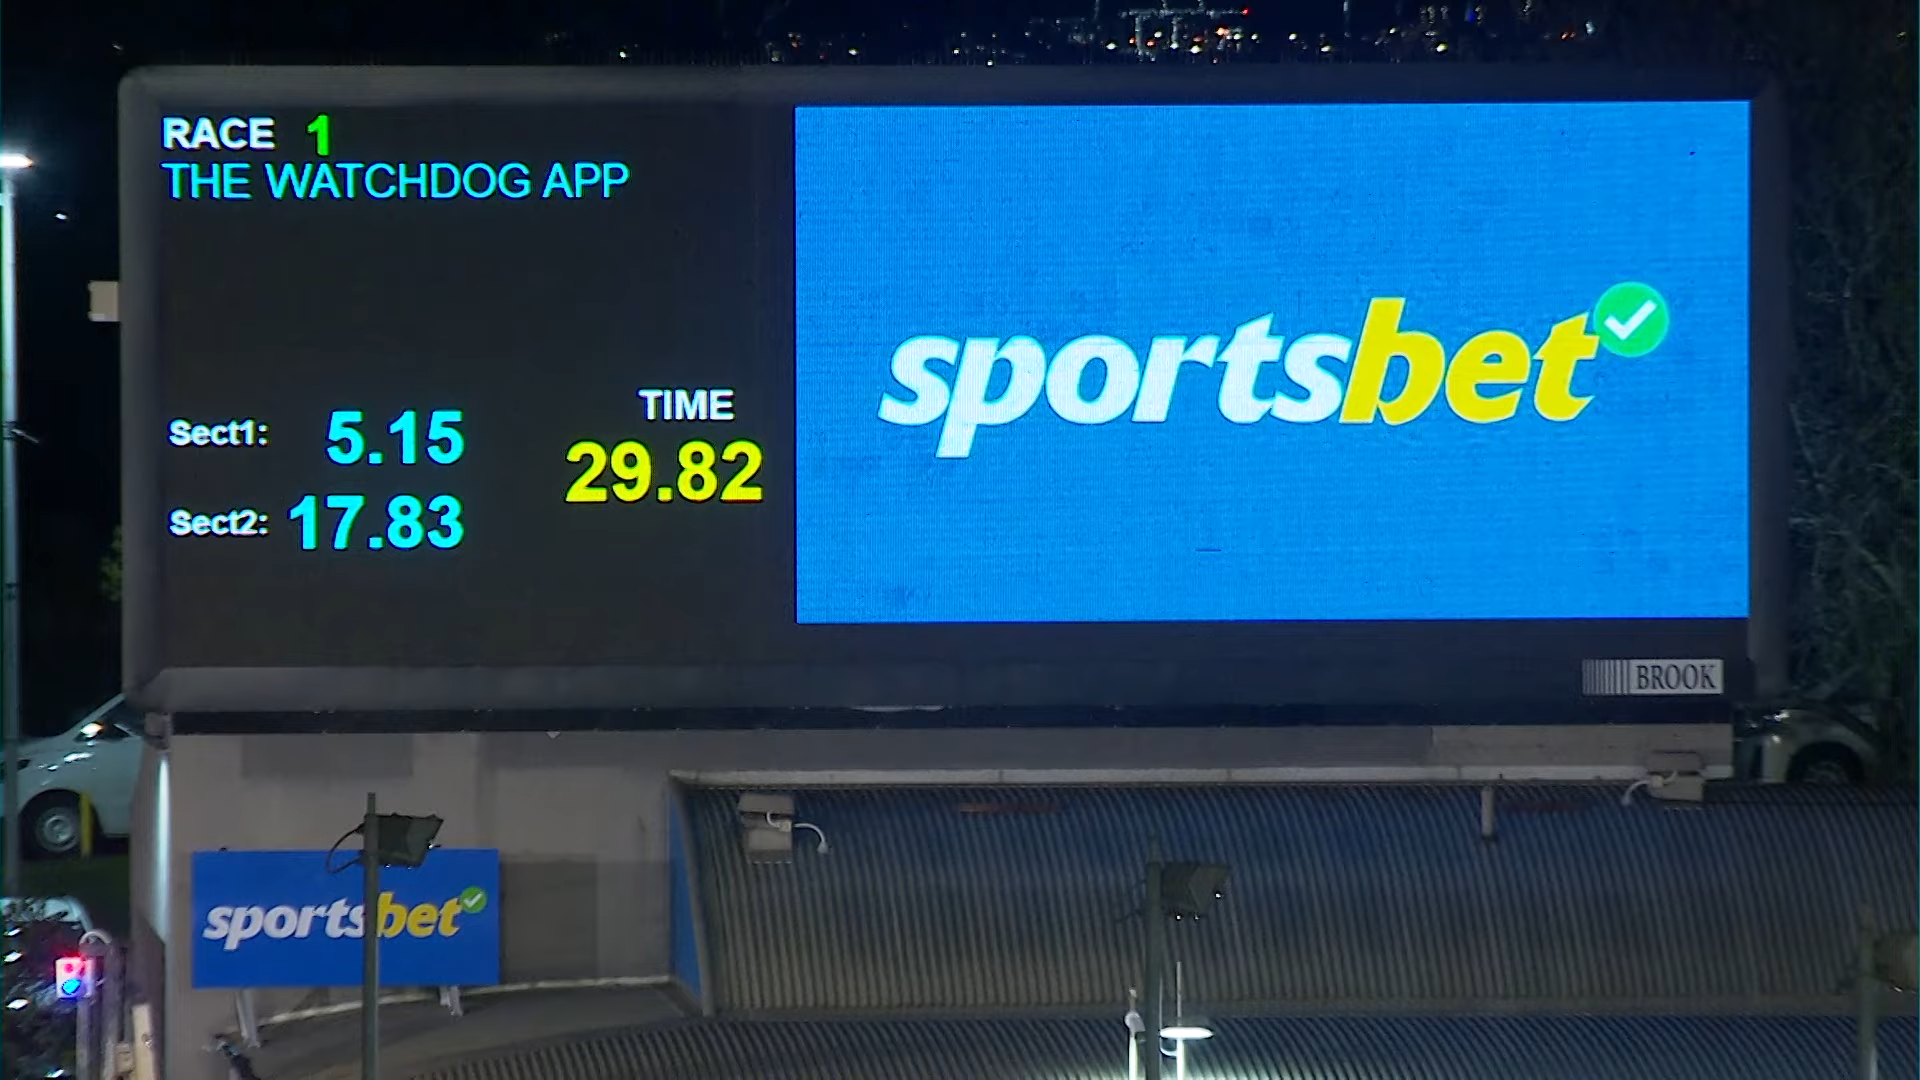 RACE 1
THE WATCHDOG APP
Sect1: 5.15
Sect2: 17.83
TIME
29.82
sportsbet
BROOK
sportsbet